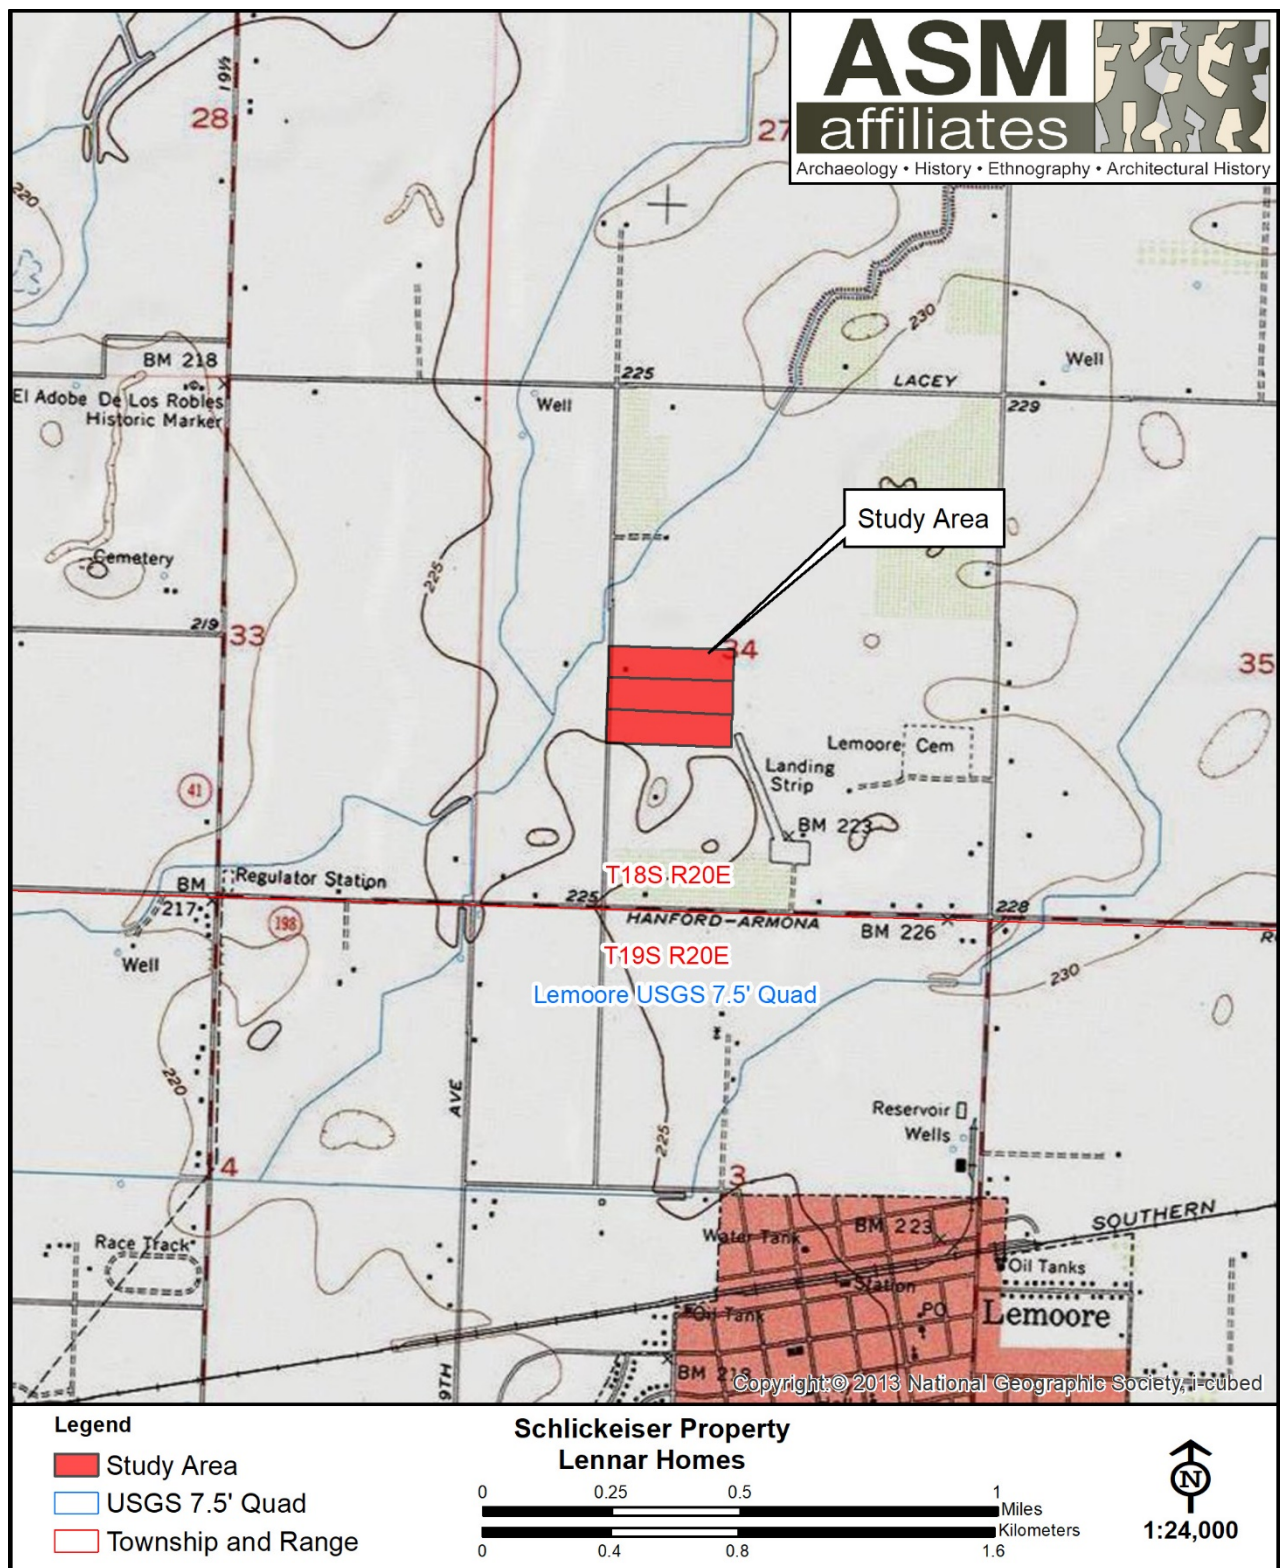 ASM
affiliates
Archaeology • History • Ethnography • Architectural History
19½
28
27
220
230
BM 218
225
LACEY
Well
El Adobe De Los Robles
Historic Marker
Well
229
Study Area
Cemetery
225
219
33
34
35
Lemoore Cem
Landing
Strip
41
BM 223
T18S R20E
BM
217
Regulator Station
225
228
HANFORD-ARMONA
BM 226
198
T19S R20E
Well
Lemoore USGS 7.5' Quad
230
220
AVE
Reservoir
Wells
225
4
3
SOUTHERN
Water Tank
BM 223
Race Track
Oil Tanks
Station
Oil Tank
PO
Lemoore
9TH
Copyright:© 2013 National Geographic Society, i-cubed
Legend
Study Area
USGS 7.5' Quad
Township and Range
Schlickeiser Property
Lennar Homes
0 0.25 0.5 1
Miles
Kilometers
0 0.4 0.8 1.6
N
1:24,000